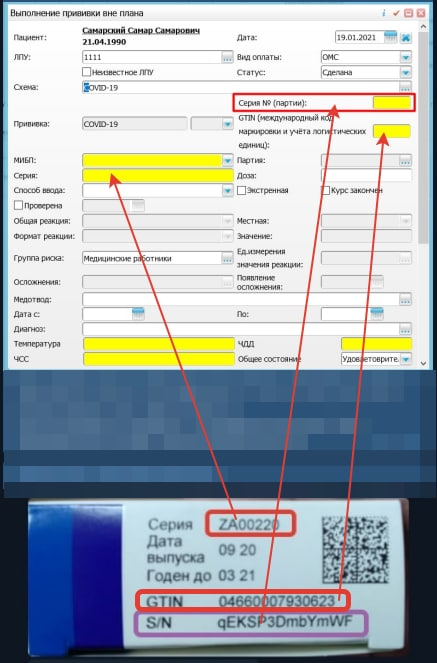 Выполнение прививки вне плана
Пациент: Самарский Самар Самарович
21.04.1990
Дата: 19.01.2021
ЛПУ: 1111 ...
Вид оплаты: ОМС
Неизвестное ЛПУ
Статус: Сделана
Схема: COVID-19 ...
Серия № (партии):
Прививка: COVID-19
GTIN (международный код
маркировки и учёта логистических
единиц):
МИБП:
Партия: ...
Серия:
Доза:
Способ ввода:
Экстренная
Курс закончен
Проверена
Общая реакция:
Местная:
Формат реакции:
Значение:
Группа риска: Медицинские работники ...
Ед.измерения
значения реакции: ...
Осложнения: ...
Появление
осложнения:
Медотвод: ...
Дата с:
По:
Диагноз: ...
Температура
ЧДД
ЧСС
Общее состояние Удовлетворите.
Серия ZA00220
Дата
выпуска 09 20
Годен до 03 21
GTIN 04660007930623
S/N qEKSP3DmbYmWF